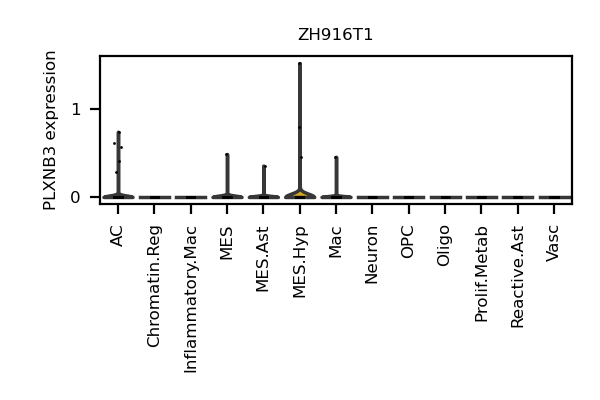 ZH916T1
PLXNB3 expression
1
0
AC
Chromatin.Reg
Inflammatory.Mac
MES
MES.Ast
MES.Hyp
Mac
Neuron
OPC
Oligo
Prolif.Metab
Reactive.Ast
Vasc